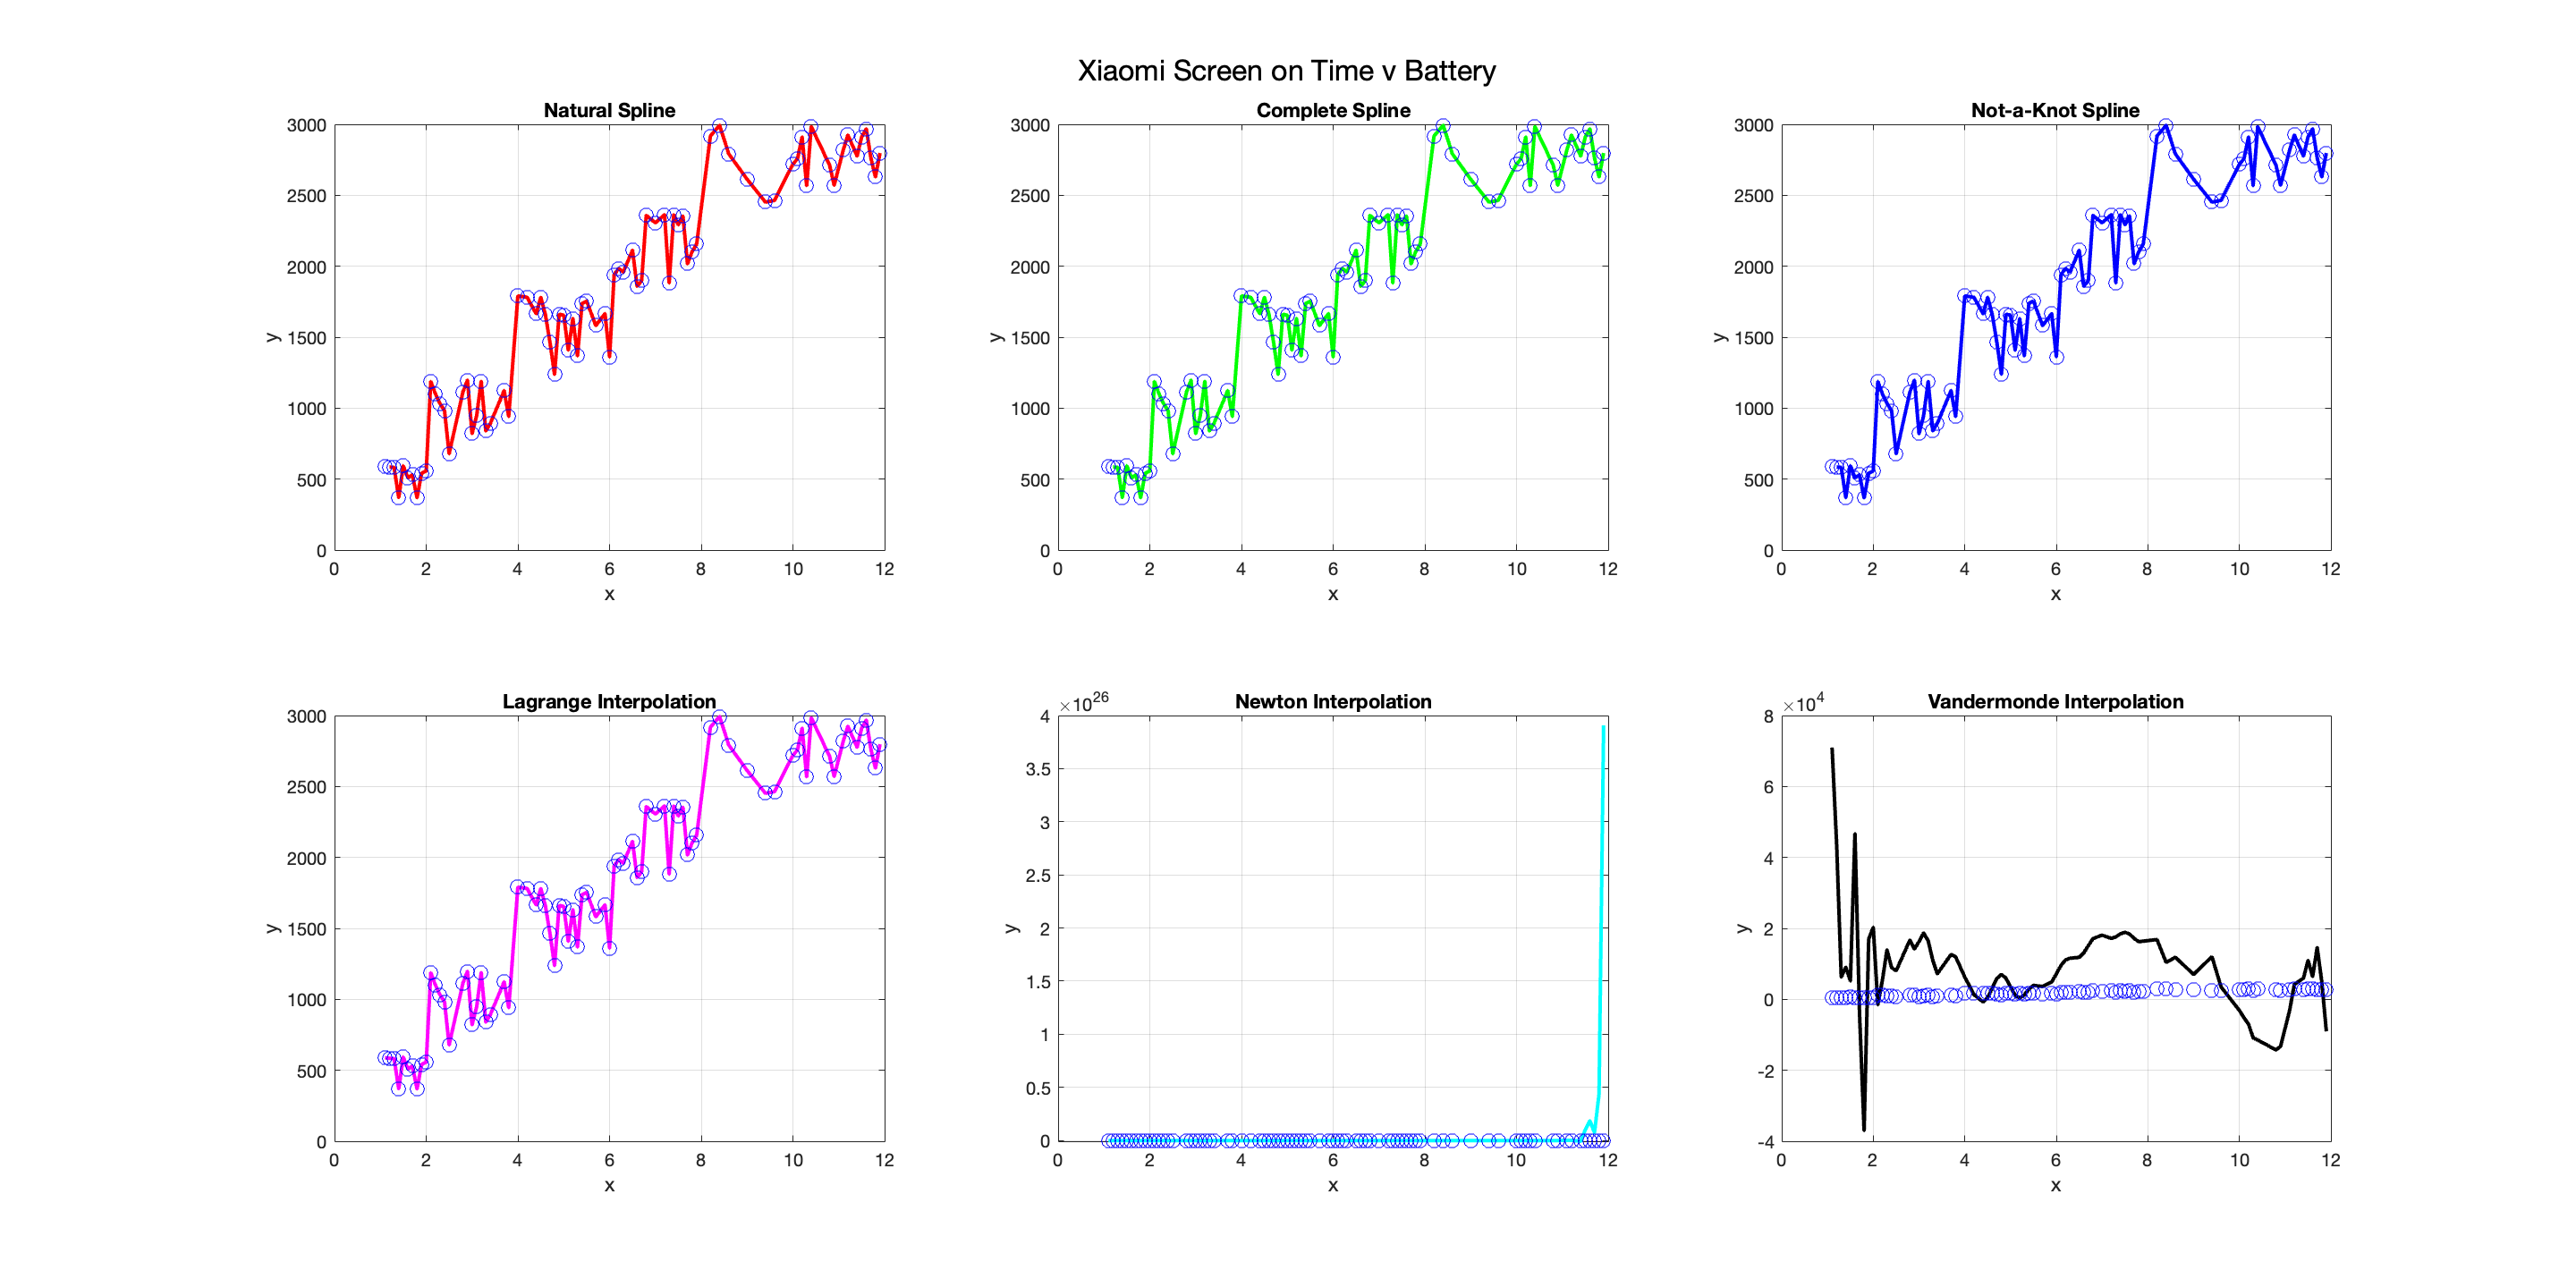 Xiaomi Screen on Time v Battery
Natural Spline
3000
2500
2000
1500
1000
500
0
y
0 2 4 6 8 10 12
x
Complete Spline
3000
2500
2000
1500
1000
500
0
y
0 2 4 6 8 10 12
x
Not-a-Knot Spline
3000
2500
2000
1500
1000
500
0
y
0 2 4 6 8 10 12
x
Lagrange Interpolation
3000
2500
2000
1500
1000
500
0
y
0 2 4 6 8 10 12
x
Newton Interpolation
×10^26
4
3.5
3
2.5
2
1.5
1
0.5
0
y
0 2 4 6 8 10 12
x
Vandermonde Interpolation
×10^4
8
6
4
2
0
-2
-4
y
0 2 4 6 8 10 12
x